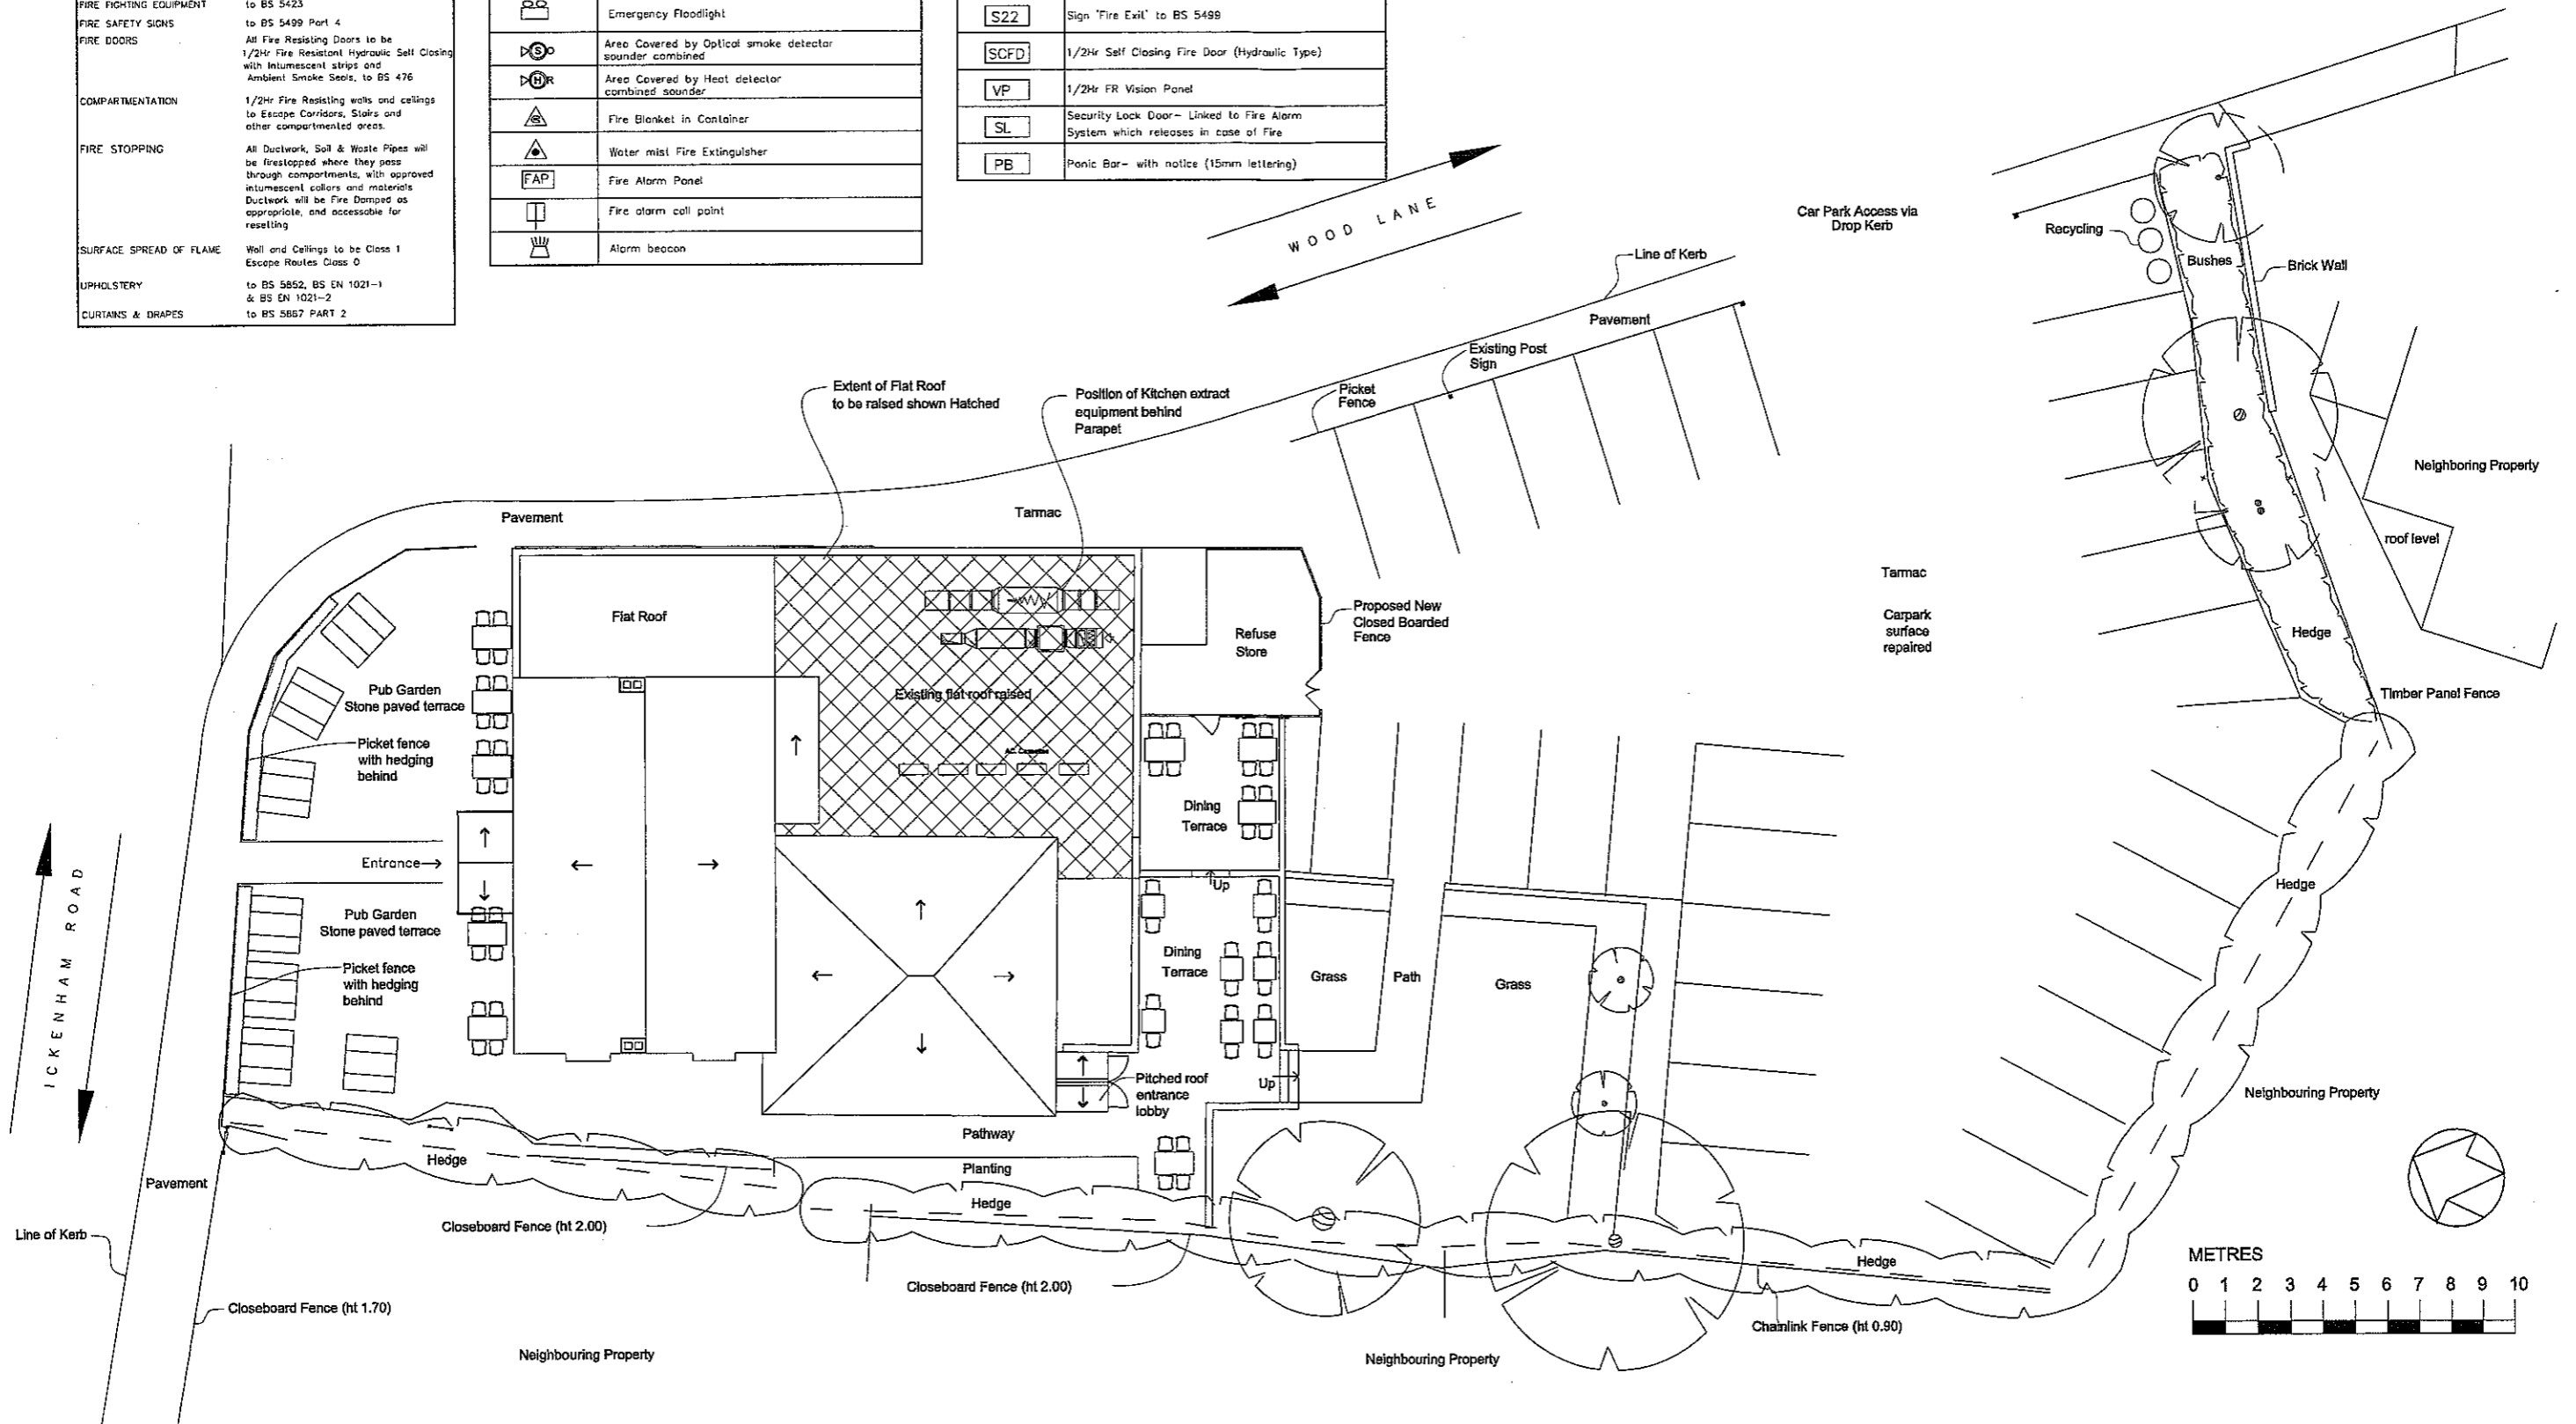 FIRE FIGHTING EQUIPMENT
to BS 5423
FIRE SAFETY SIGNS
to BS 5499 Part 4
FIRE DOORS
All Fire Resisting Doors to be
1/2Hr Fire Resistant Hydraulic Self Closing
with Intumescent strips and
Ambient Smoke Seals, to BS 476
COMPARTMENTATION
1/2Hr Fire Resisting walls and ceilings
to Escape Corridors, Stairs and
other compartmented areas.
FIRE STOPPING
All Ductwork, Soil & Waste Pipes will
be firestopped where they pass
through compartments, with approved
intumescent collars and materials
Ductwork will be Fire Damped as
appropriate, and accessable for
resetting
SURFACE SPREAD OF FLAME
Wall and Ceilings to be Class 1
Escape Routes Class 0
UPHOLSTERY
to BS 5852, BS EN 1021-1
& BS EN 1021-2
CURTAINS & DRAPES
to BS 5867 PART 2
Emergency Floodlight
S
Area Covered by Optical smoke detector
sounder combined
H R
Area Covered by Heat detector
combined sounder
Fire Blanket in Container
Water mist Fire Extinguisher
FAP
Fire Alarm Panel
Fire alarm call point
Alarm beacon
S22
Sign 'Fire Exit' to BS 5499
SCFD
1/2Hr Self Closing Fire Door (Hydraulic Type)
VP
1/2Hr FR Vision Panel
SL
Security Lock Door- Linked to Fire Alarm
System which releases in case of Fire
PB
Panic Bar- with notice (15mm lettering)
WOOD LANE
Car Park Access via
Drop Kerb
Recycling
Bushes
Brick Wall
Line of Kerb
Pavement
Existing Post
Sign
Picket
Fence
Extent of Flat Roof
to be raised shown Hatched
Position of Kitchen extract
equipment behind
Parapet
Neighboring Property
roof level
Pavement
Tarmac
Tarmac
Carpark
surface
repaired
Hedge
Timber Panel Fence
Flat Roof
Refuse
Store
Proposed New
Closed Boarded
Fence
Existing flat roof raised
Pub Garden
Stone paved terrace
Picket fence
with hedging
behind
Dining
Terrace
Entrance
Up
Pub Garden
Stone paved terrace
Picket fence
with hedging
behind
Dining
Terrace
Grass
Path
Grass
Hedge
ICKENHAM ROAD
Pitched roof
entrance
lobby
Up
Neighbouring Property
Pathway
Planting
Hedge
Hedge
Pavement
Line of Kerb
Closeboard Fence (ht 2.00)
Closeboard Fence (ht 2.00)
Closeboard Fence (ht 1.70)
Hedge
Chainlink Fence (ht 0.90)
Neighbouring Property
Neighbouring Property
METRES
0 1 2 3 4 5 6 7 8 9 10